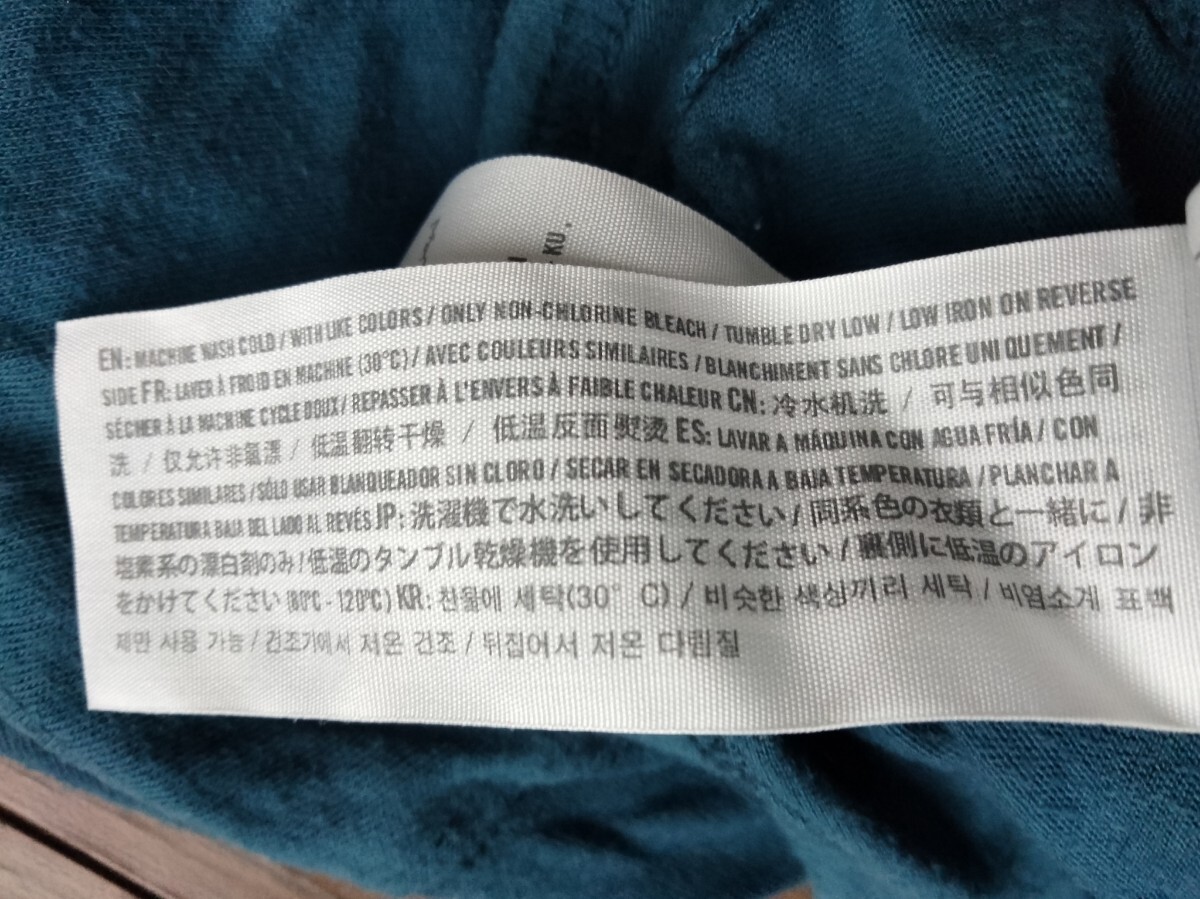 KU.
EN: MACHINE WASH COLD / WITH LIKE COLORS / ONLY NON-CHLORINE BLEACH / TUMBLE DRY LOW / LOW IRON ON REVERSE
SIDE FR: LAVER À FROID EN MACHINE (30°C) / AVEC COULEURS SIMILAIRES / BLANCHIMENT SANS CHLORE UNIQUEMENT /
SÉCHER À LA MACHINE CYCLE DOUX / REPASSER À L'ENVERS À FAIBLE CHALEUR CN: 冷水机洗 / 可与相似色同
洗 / 仅允许非氯漂 / 低温翻转干燥 / 低温反面熨烫 ES: LAVAR A MÁQUINA CON AGUA FRÍA / CON
COLORES SIMILARES / SÓLO USAR BLANQUEADOR SIN CLORO / SECAR EN SECADORA A BAJA TEMPERATURA / PLANCHAR A
TEMPERATURA BAJA DEL LADO AL REVÉS JP: 洗濯機で水洗いしてください / 同系色の衣類と一緒に / 非
塩素系の漂白剤のみ / 低温のタンブル乾燥機を使用してください / 裏側に低温のアイロン
をかけてください (80°C - 120°C) KR: 찬물에 세탁(30° C) / 비슷한 색상끼리 세탁 / 비염소계 표백
제만 사용 가능 / 건조기에서 저온 건조 / 뒤집어서 저온 다림질